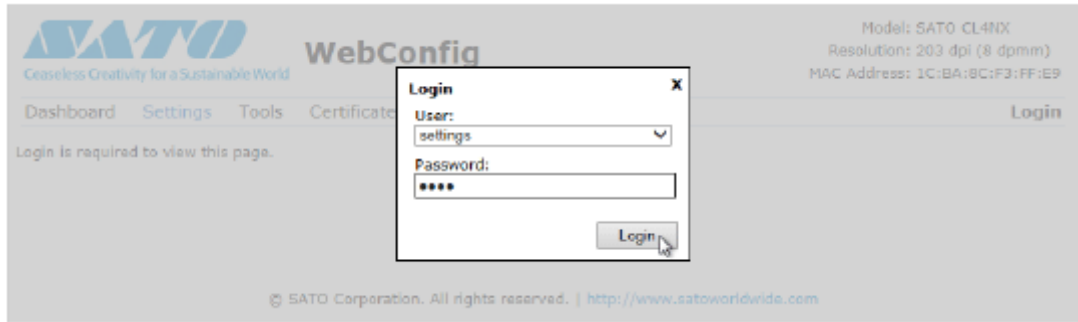 SATO
Ceaseless Creativity for a Sustainable World
WebConfig
Model: SATO CL4NX
Resolution: 203 dpi (8 dpmm)
MAC Address: 1C:BA:8C:F3:FF:E9
Dashboard Settings Tools Certificate
Login
Login is required to view this page.
Login x
User:
settings
Password:
••••
Login
© SATO Corporation. All rights reserved. | http://www.satoworldwide.com